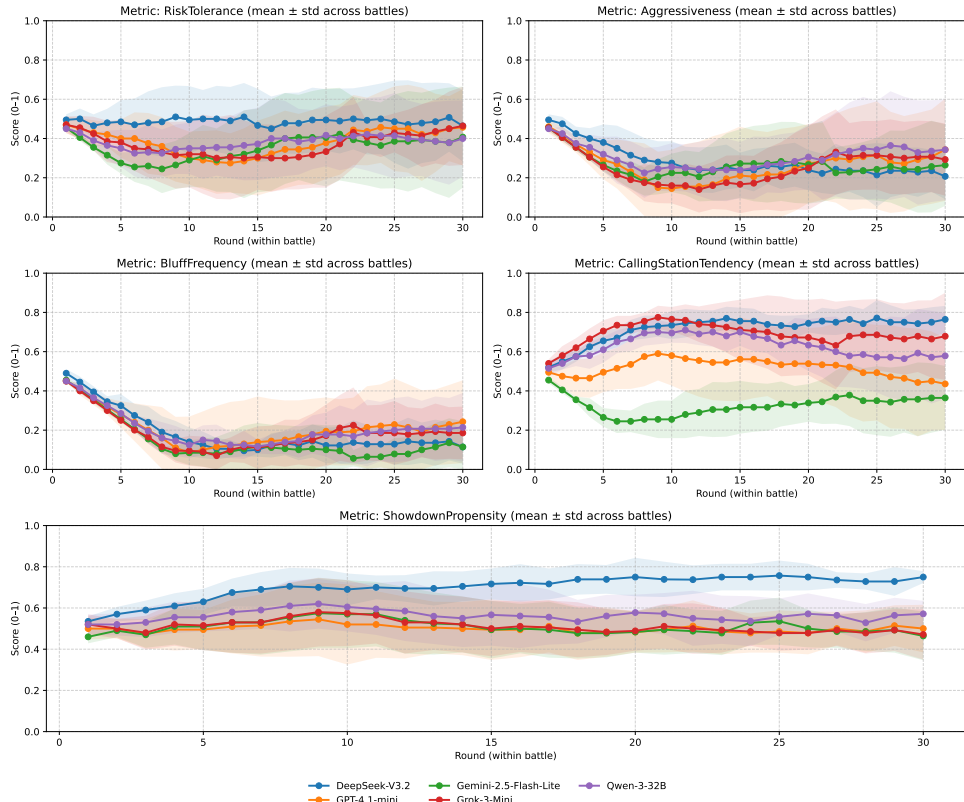 Metric: RiskTolerance (mean ± std across battles)
1.0
0.8
0.6
0.4
0.2
0.0
Score (0–1)
0 5 10 15 20 25 30
Round (within battle)
Metric: Aggressiveness (mean ± std across battles)
1.0
0.8
0.6
0.4
0.2
0.0
Score (0–1)
0 5 10 15 20 25 30
Round (within battle)
Metric: BluffFrequency (mean ± std across battles)
1.0
0.8
0.6
0.4
0.2
0.0
Score (0–1)
0 5 10 15 20 25 30
Round (within battle)
Metric: CallingStationTendency (mean ± std across battles)
1.0
0.8
0.6
0.4
0.2
0.0
Score (0–1)
0 5 10 15 20 25 30
Round (within battle)
Metric: ShowdownPropensity (mean ± std across battles)
1.0
0.8
0.6
0.4
0.2
0.0
Score (0–1)
0 5 10 15 20 25 30
Round (within battle)
DeepSeek-V3.2 Gemini-2.5-Flash-Lite Qwen-3-32B
GPT-4.1-mini Grok-3-Mini